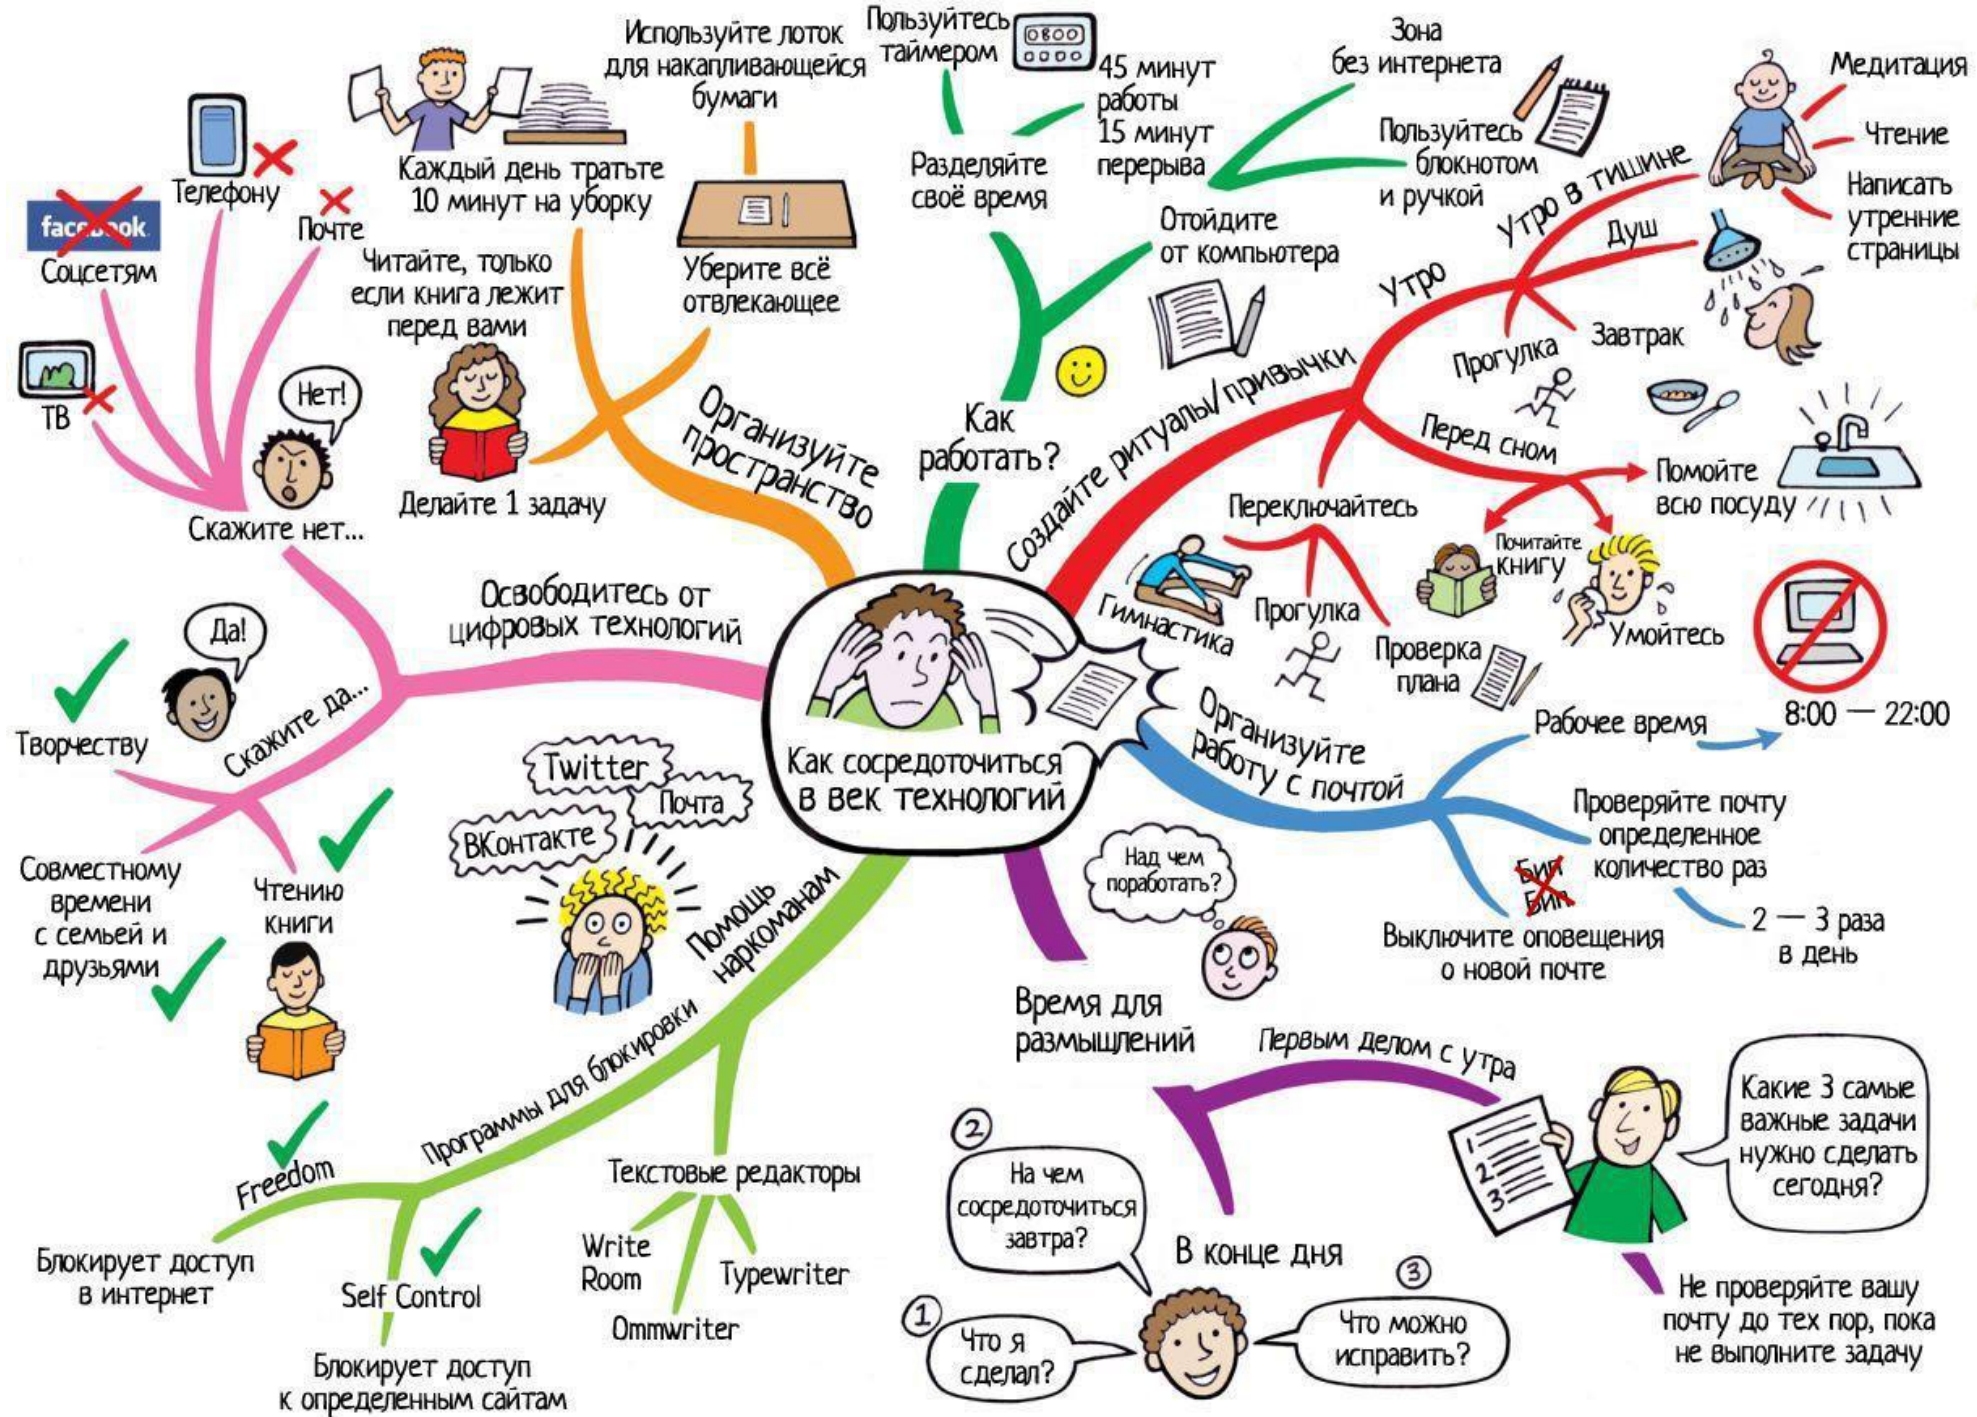 Как сосредоточиться
в век технологий
Как
работать?
Разделяйте
своё время
Пользуйтесь
таймером
0800
45 минут
работы
15 минут
перерыва
Отойдите
от компьютера
Зона
без интернета
Пользуйтесь
блокнотом
и ручкой
Создайте ритуалы/привычки
Утро
Утро в тишине
Медитация
Чтение
Написать
утренние
страницы
Душ
Завтрак
Прогулка
Перед сном
Помойте
всю посуду
Почитайте
книгу
Умойтесь
Переключайтесь
Гимнастика
Прогулка
Проверка
плана
Организуйте
работу с почтой
Рабочее время
8:00 — 22:00
Проверяйте почту
определенное
количество раз
2 — 3 раза
в день
Бип
Бип
Выключите оповещения
о новой почте
Над чем
поработать?
Время для
размышлений
Первым делом с утра
1
2
3
Какие 3 самые
важные задачи
нужно сделать
сегодня?
Не проверяйте вашу
почту до тех пор, пока
не выполните задачу
В конце дня
1
Что я
сделал?
2
На чем
сосредоточиться
завтра?
3
Что можно
исправить?
Помощь
наркоманам
Twitter
Почта
ВКонтакте
Программы для блокировки
Freedom
Блокирует доступ
в интернет
Self Control
Блокирует доступ
к определенным сайтам
Текстовые редакторы
Write
Room
Ommwriter
Typewriter
Освободитесь от
цифровых технологий
Скажите да...
Да!
Творчеству
Совместному
времени
с семьей и
друзьями
Чтению
книги
Скажите нет...
Нет!
ТВ
facebook
Соцсетям
Телефону
Почте
Организуйте
пространство
Каждый день тратьте
10 минут на уборку
Используйте лоток
для накапливающейся
бумаги
Уберите всё
отвлекающее
Читайте, только
если книга лежит
перед вами
Делайте 1 задачу